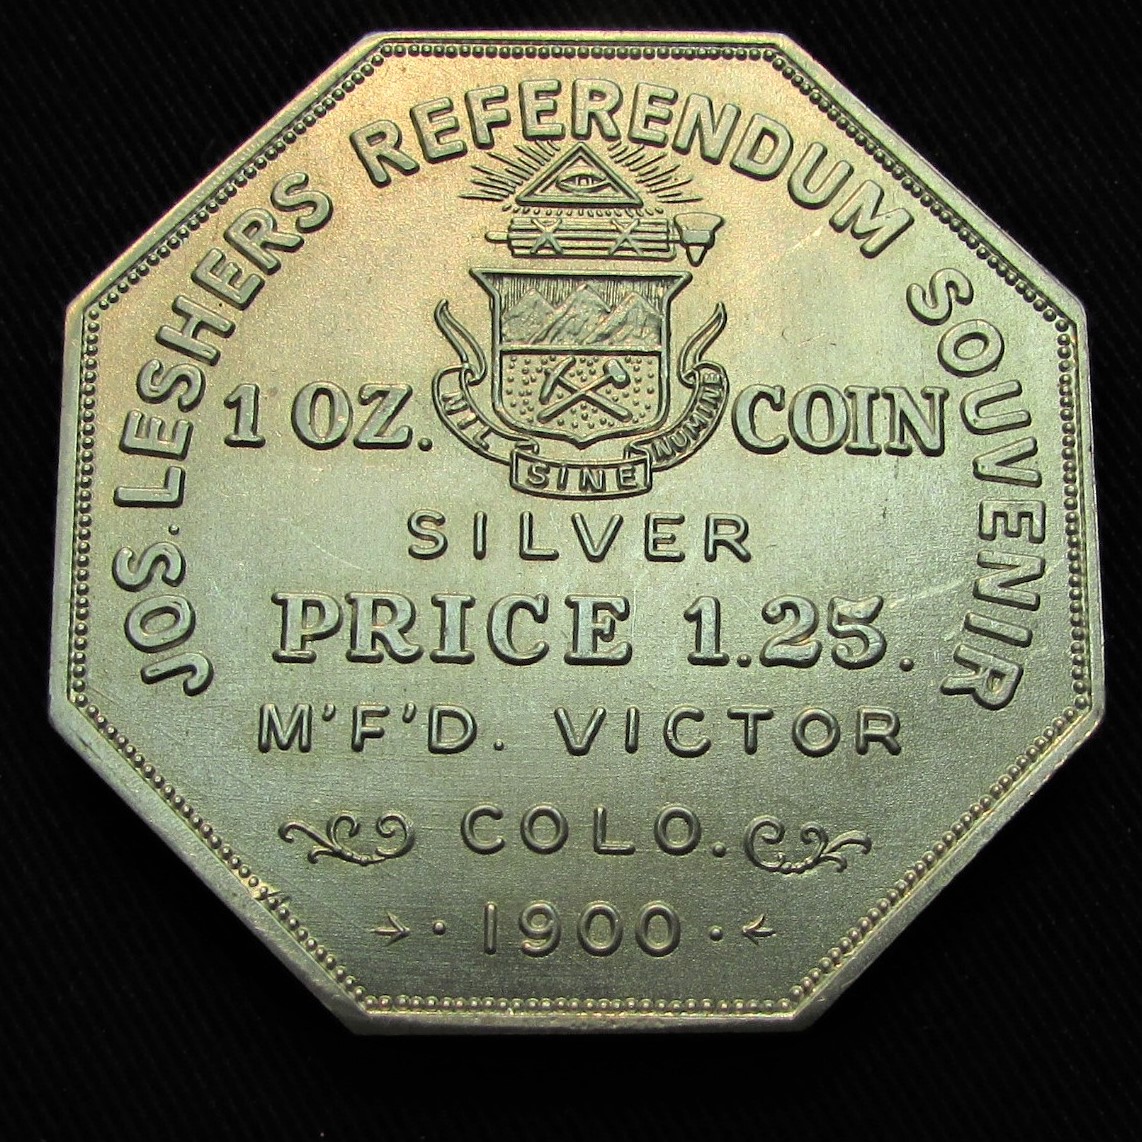 JOS. LESHERS REFERENDUM SOUVENIR
1 OZ. COIN
NIL SINE NUMINE
SILVER
PRICE 1.25.
M'F'D. VICTOR
COLO.
1900